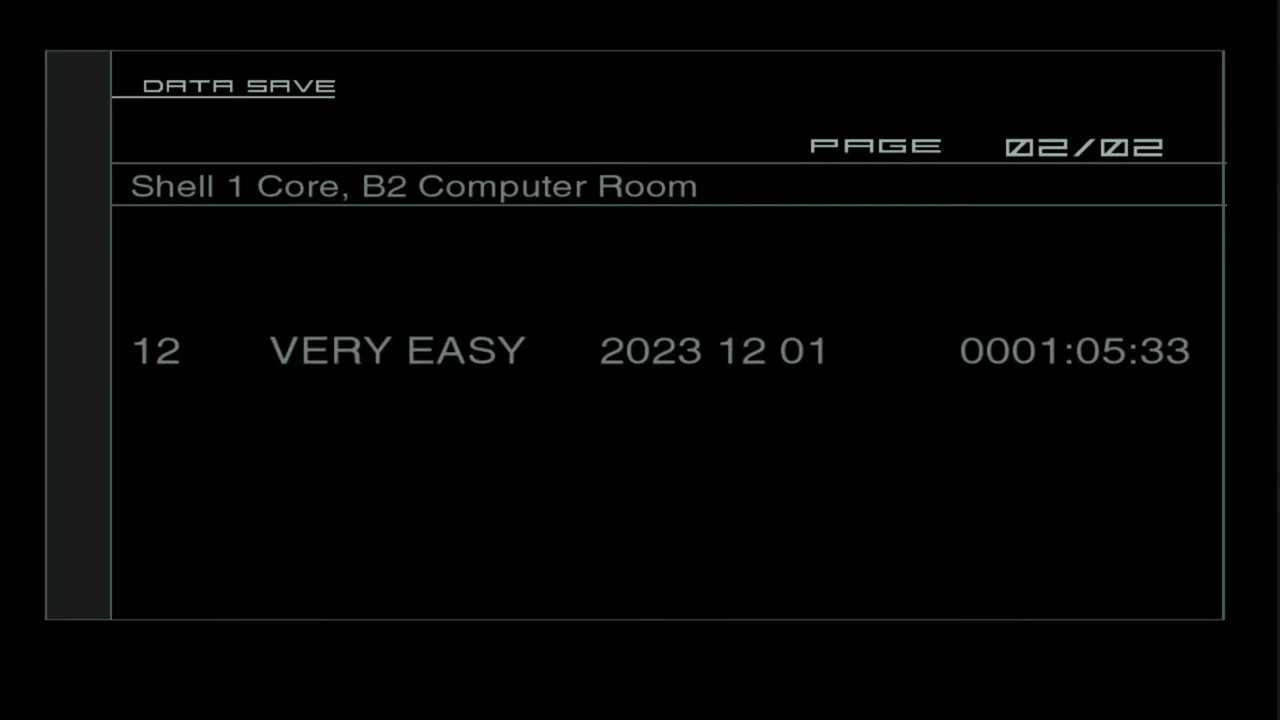 DATA SAVE
PAGE 02/02
Shell 1 Core, B2 Computer Room
12 VERY EASY 2023 12 01 0001:05:33